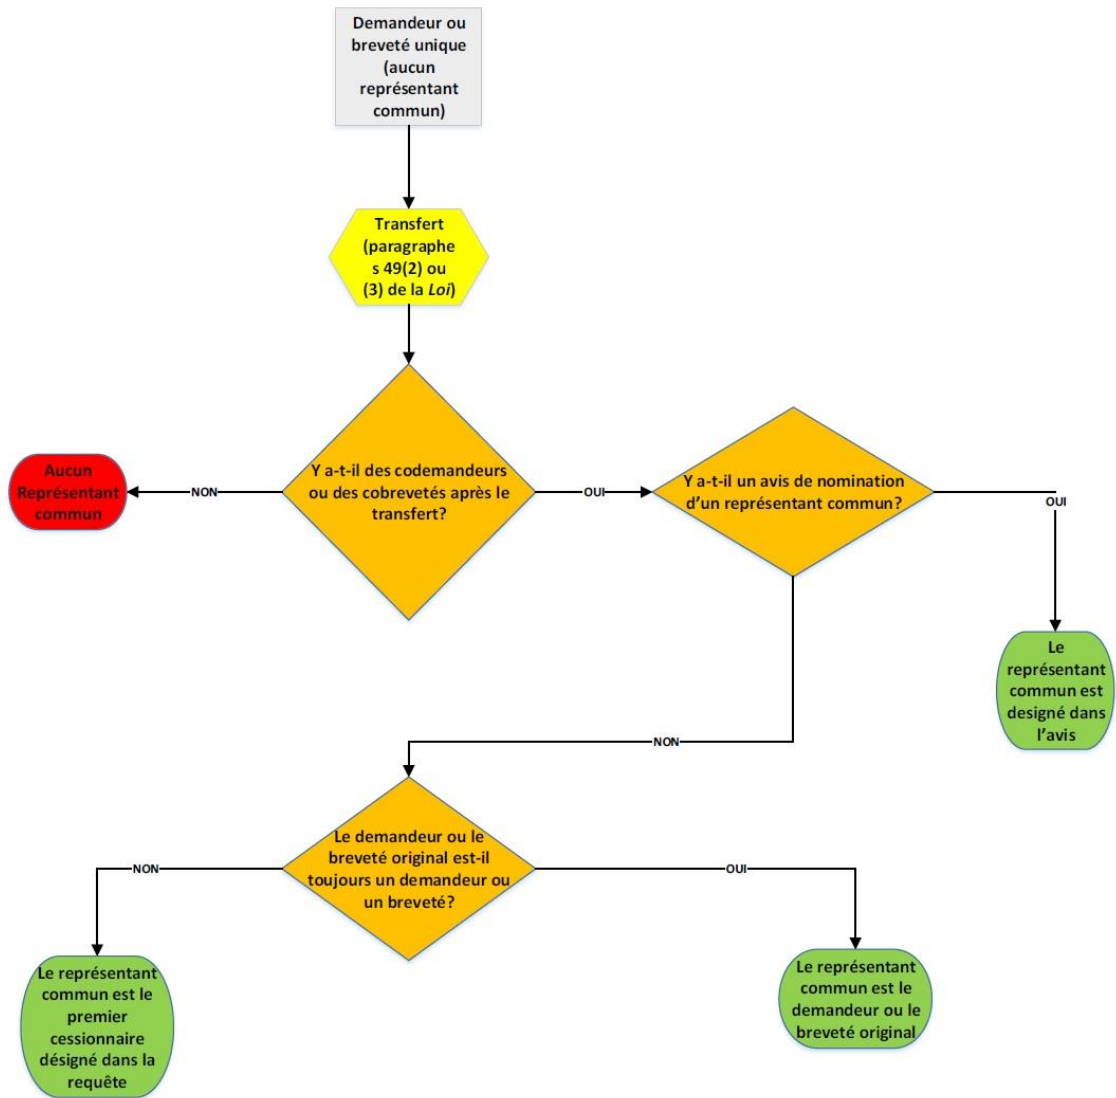 Demandeur ou
breveté unique
(aucun
représentant
commun)
Transfert
(paragraphe
s 49(2) ou
(3) de la Loi)
Y a-t-il des codemandeurs
ou des cobrevetés après le
transfert?
NON
Aucun
Représentant
commun
OUI
Y a-t-il un avis de nomination
d'un représentant commun?
OUI
Le
représentant
commun est
designé dans
l'avis
NON
Le demandeur ou le
breveté original est-il
toujours un demandeur ou
un breveté?
NON
Le représentant
commun est le
premier
cessionnaire
désigné dans la
requête
OUI
Le représentant
commun est le
demandeur ou le
breveté original